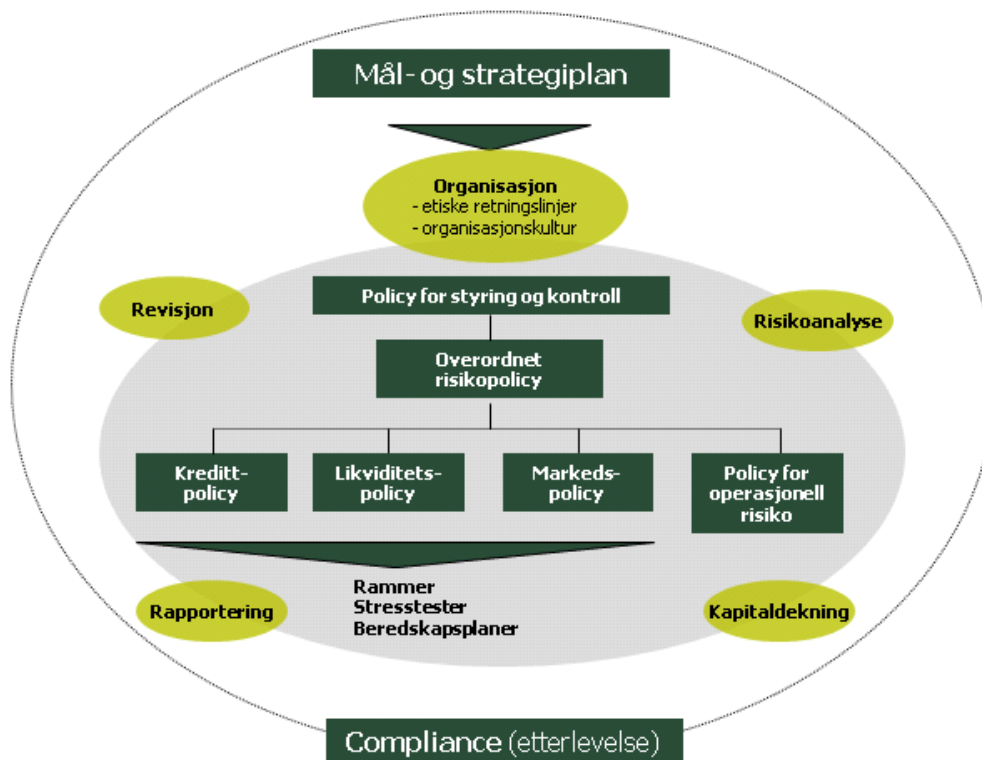 Mål- og strategiplan
Organisasjon
- etiske retningslinjer
- organisasjonskultur
Policy for styring og kontroll
Revisjon
Risikoanalyse
Overordnet
risikopolicy
Kreditt-
policy
Likviditets-
policy
Markeds-
policy
Policy for
operasjonell
risiko
Rammer
Stresstester
Beredskapsplaner
Rapportering
Kapitaldekning
Compliance (etterlevelse)